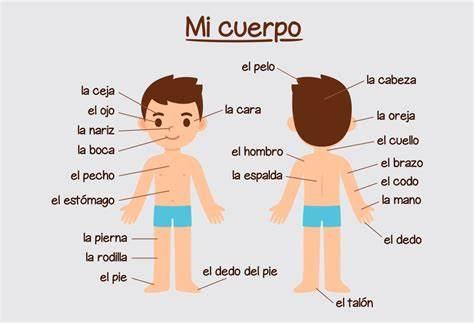 Mi cuerpo
el pelo
la cabeza
la ceja
el ojo
la cara
la nariz
la boca
la oreja
el cuello
el hombro
el brazo
el pecho
la espalda
el codo
el estómago
la mano
la pierna
el dedo
la rodilla
el pie
el dedo del pie
el talón